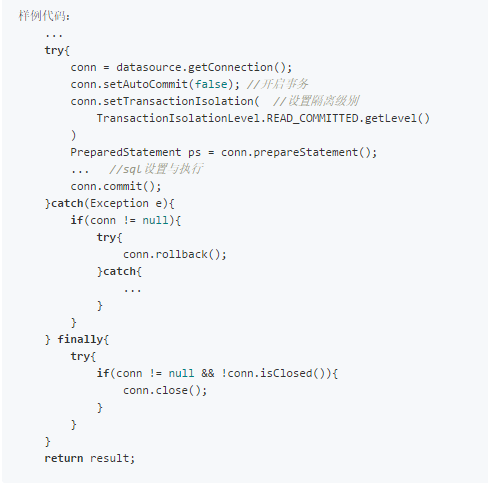 样例代码：
    ...
    try{
        conn = datasource.getConnection();
        conn.setAutoCommit(false); //开启事务
        conn.setTransactionIsolation(  //设置隔离级别
            TransactionIsolationLevel.READ_COMMITTED.getLevel()
        )
        PreparedStatement ps = conn.prepareStatement();
        ...   //sql设置与执行
        conn.commit();
    }catch(Exception e){
        if(conn != null){
            try{
                conn.rollback();
            }catch{
                ...
            }
        }
    } finally{
        try{
            if(conn != null && !conn.isClosed()){
                conn.close();
            }
        }
    }
    return result;